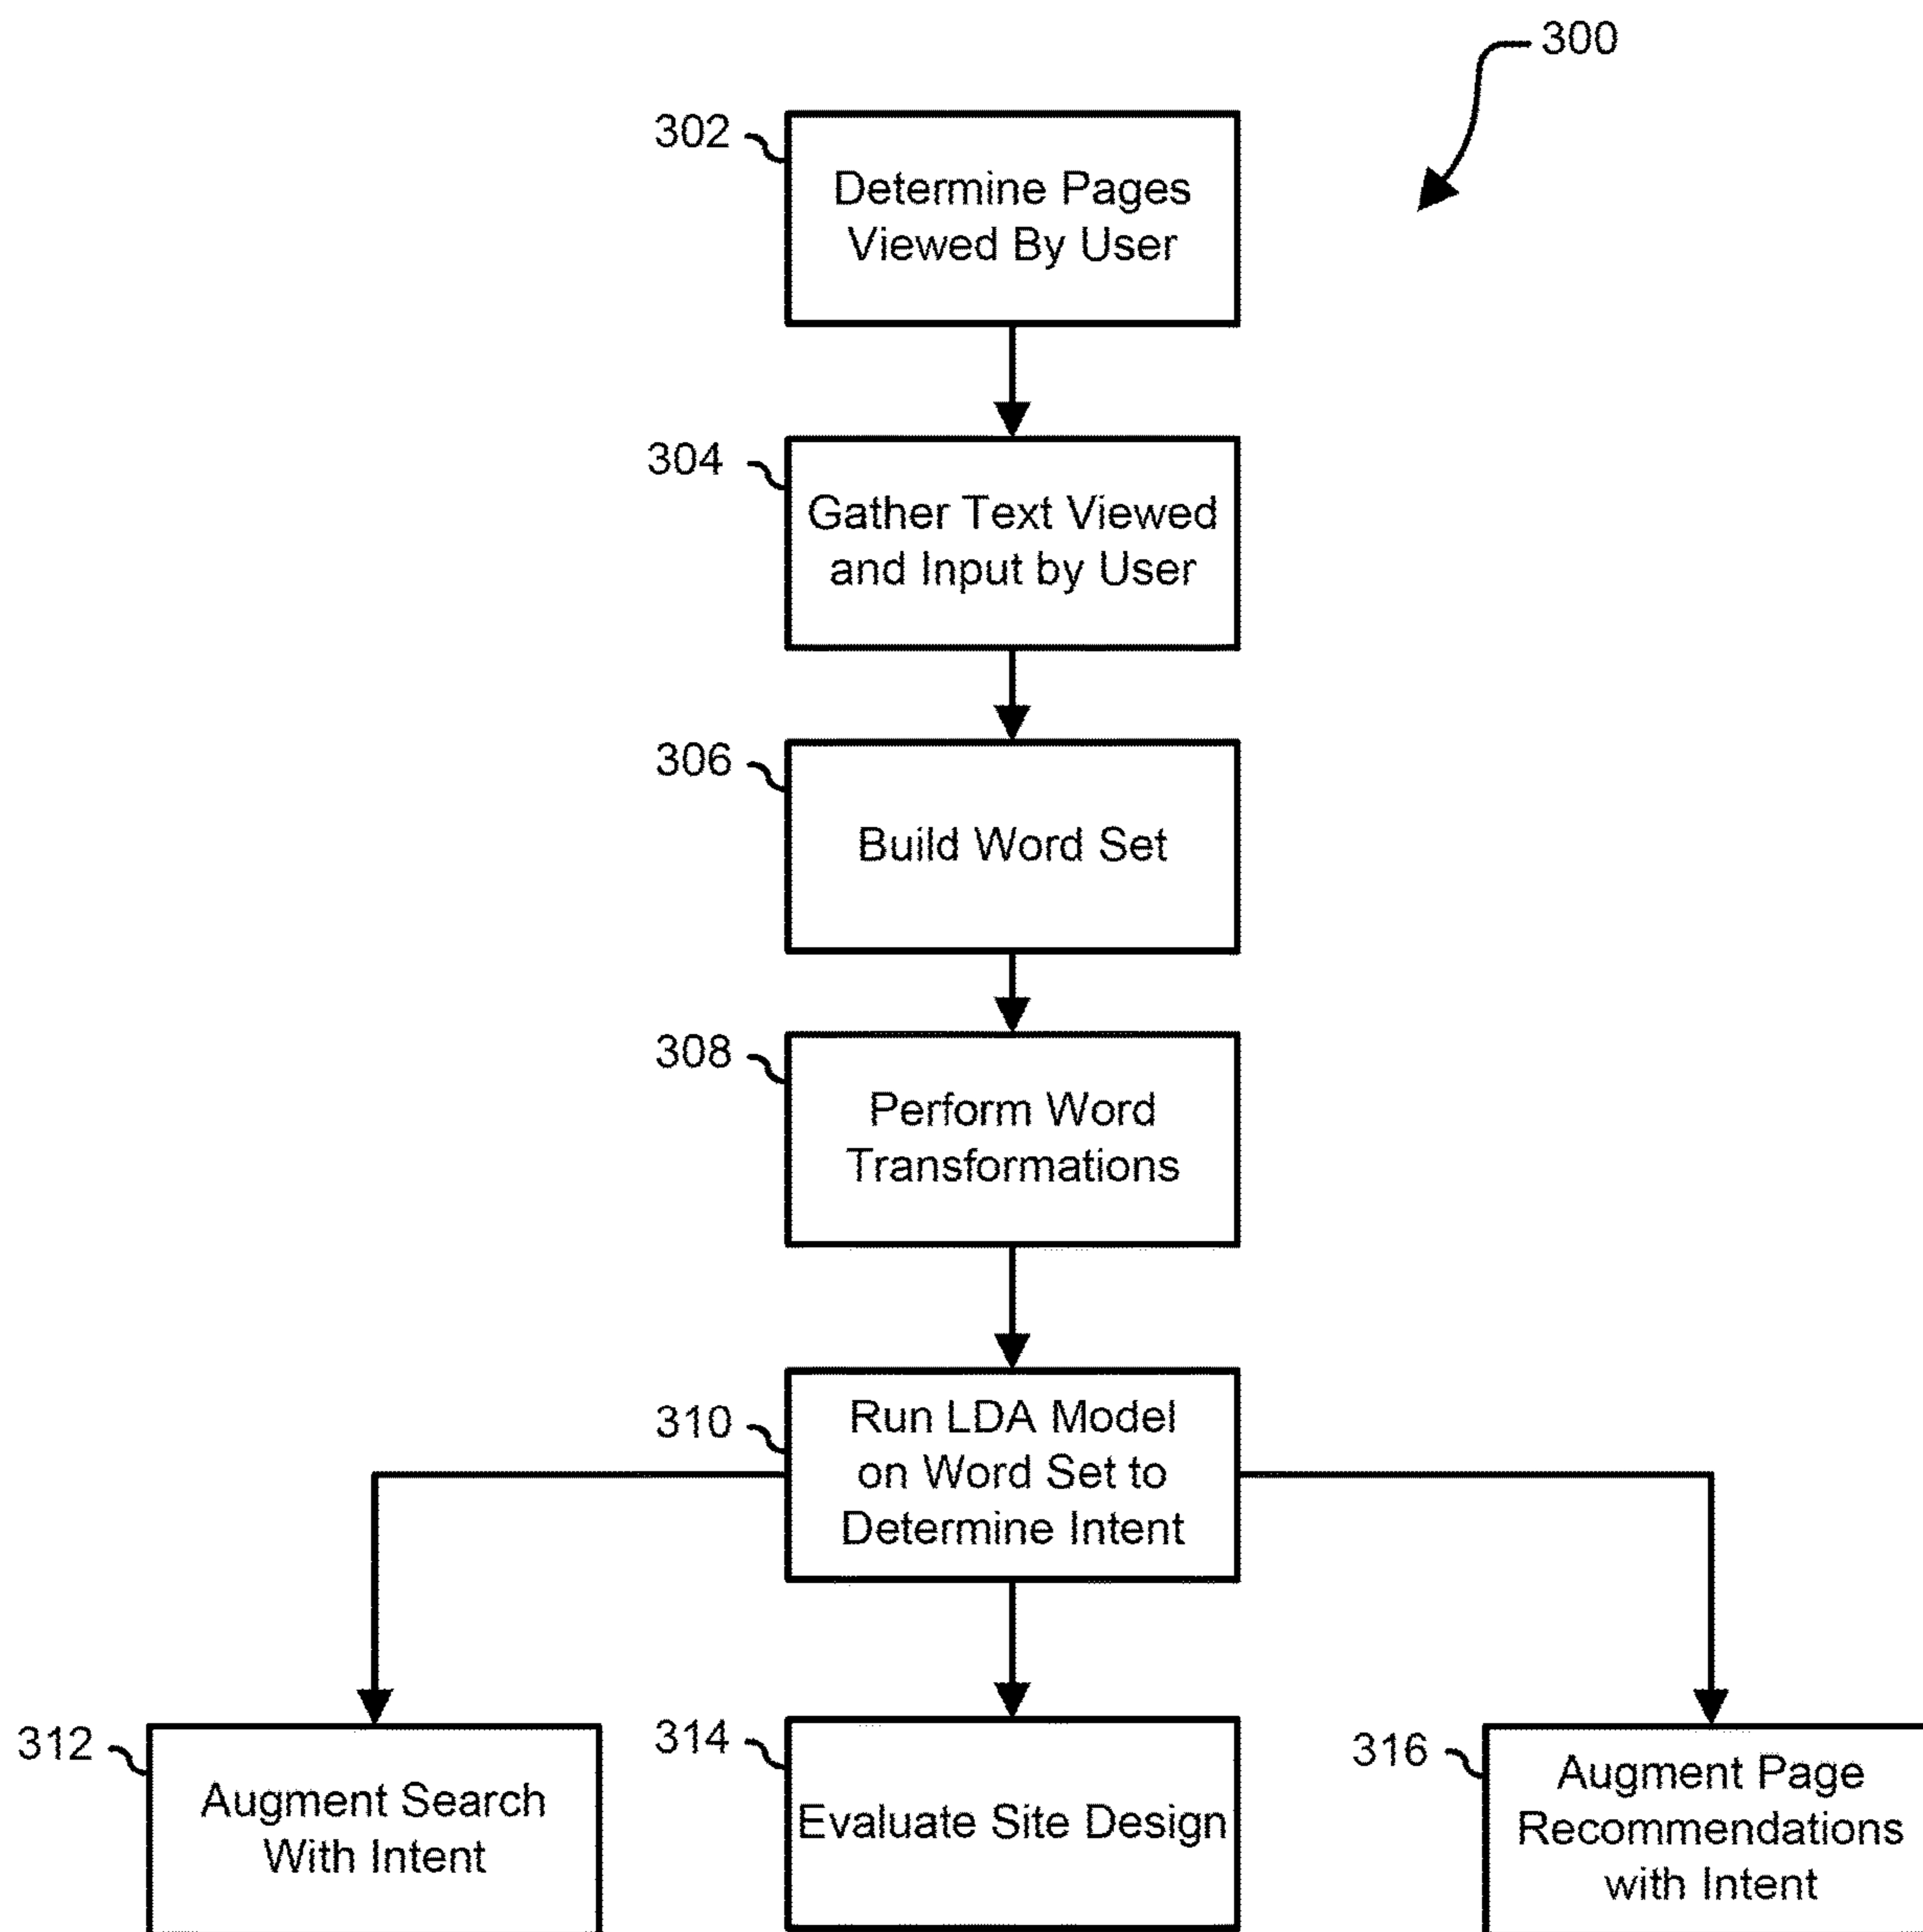 300
302
Determine Pages
Viewed By User
304
Gather Text Viewed
and Input by User
306
Build Word Set
308
Perform Word
Transformations
310
Run LDA Model
on Word Set to
Determine Intent
312
Augment Search
With Intent
314
Evaluate Site Design
316
Augment Page
Recommendations
with Intent